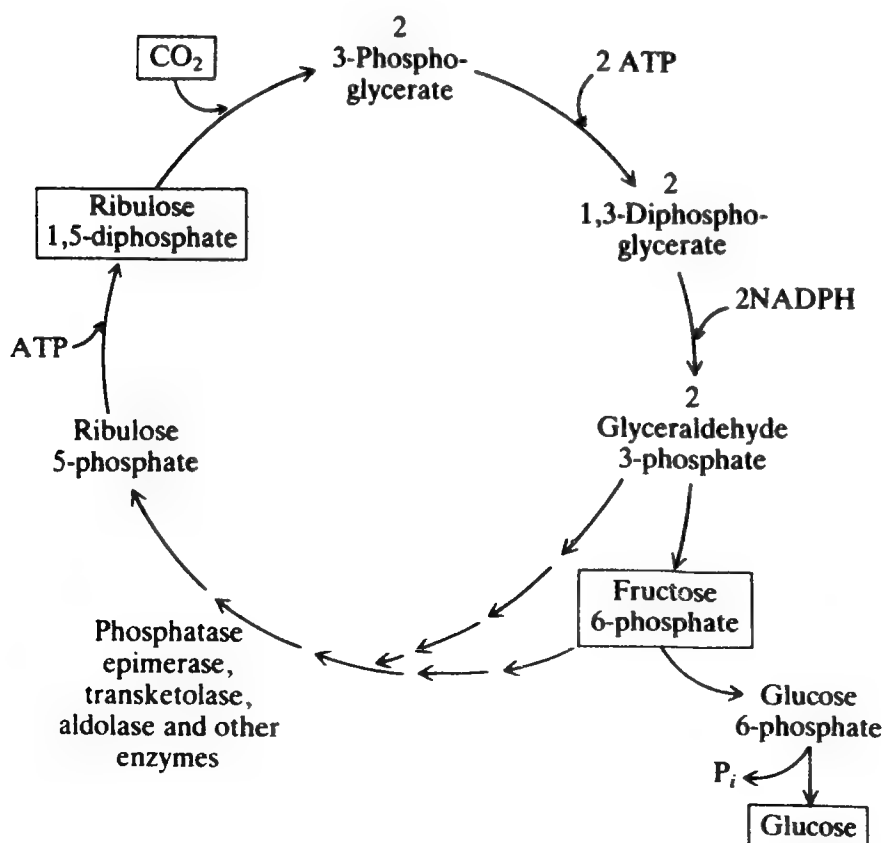 CO₂
2
3-Phospho-
glycerate
2 ATP
2
1,3-Diphospho-
glycerate
2NADPH
2
Glyceraldehyde
3-phosphate
Fructose
6-phosphate
Glucose
6-phosphate
Pᵢ
Glucose
Phosphatase
epimerase,
transketolase,
aldolase and other
enzymes
Ribulose
5-phosphate
ATP
Ribulose
1,5-diphosphate